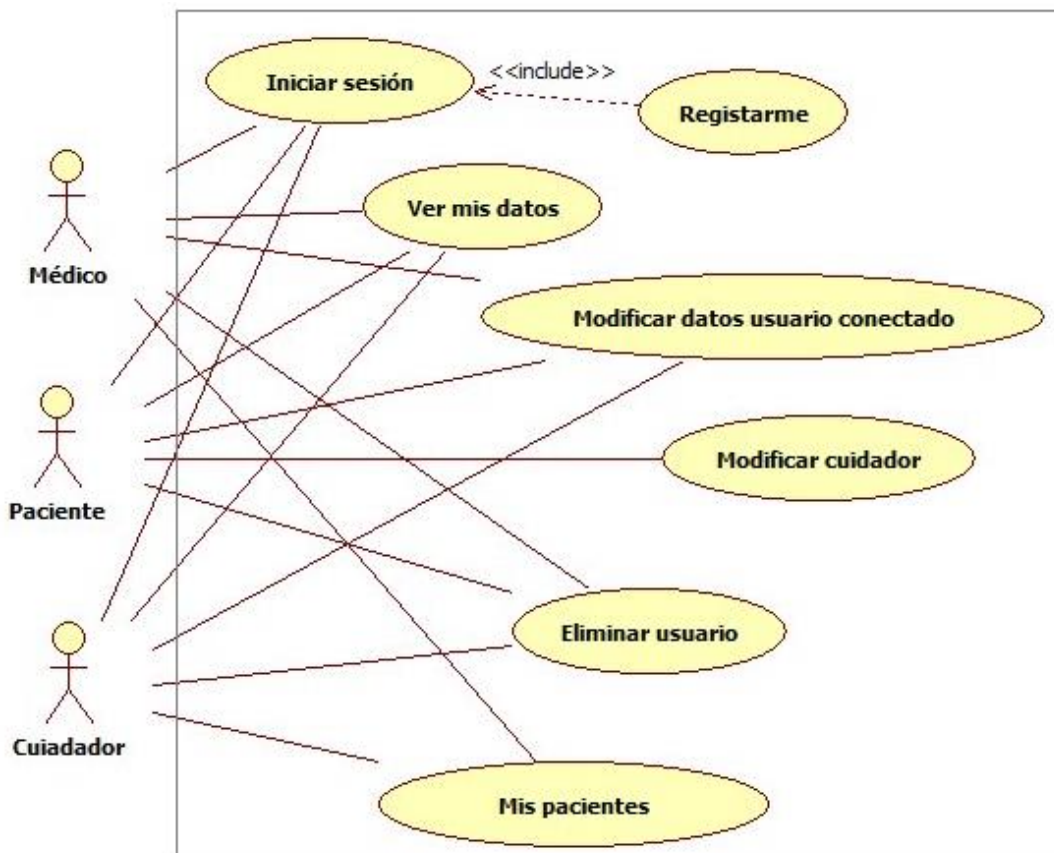 Iniciar sesión
<<include>>
Registarme
Ver mis datos
Médico
Modificar datos usuario conectado
Modificar cuidador
Paciente
Eliminar usuario
Cuiadador
Mis pacientes